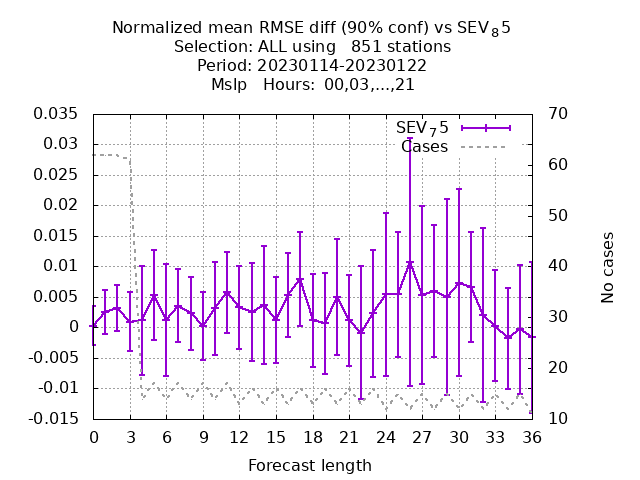 Normalized mean RMSE diff (90% conf) vs SEV₈5
Selection: ALL using   851 stations
Period: 20230114-20230122
Mslp   Hours:  00,03,...,21
0.035
0.03
0.025
0.02
0.015
0.01
0.005
0
-0.005
-0.01
-0.015
SEV₇5
Cases
70
60
50
40
30
20
10
No cases
0 3 6 9 12 15 18 21 24 27 30 33 36
Forecast length